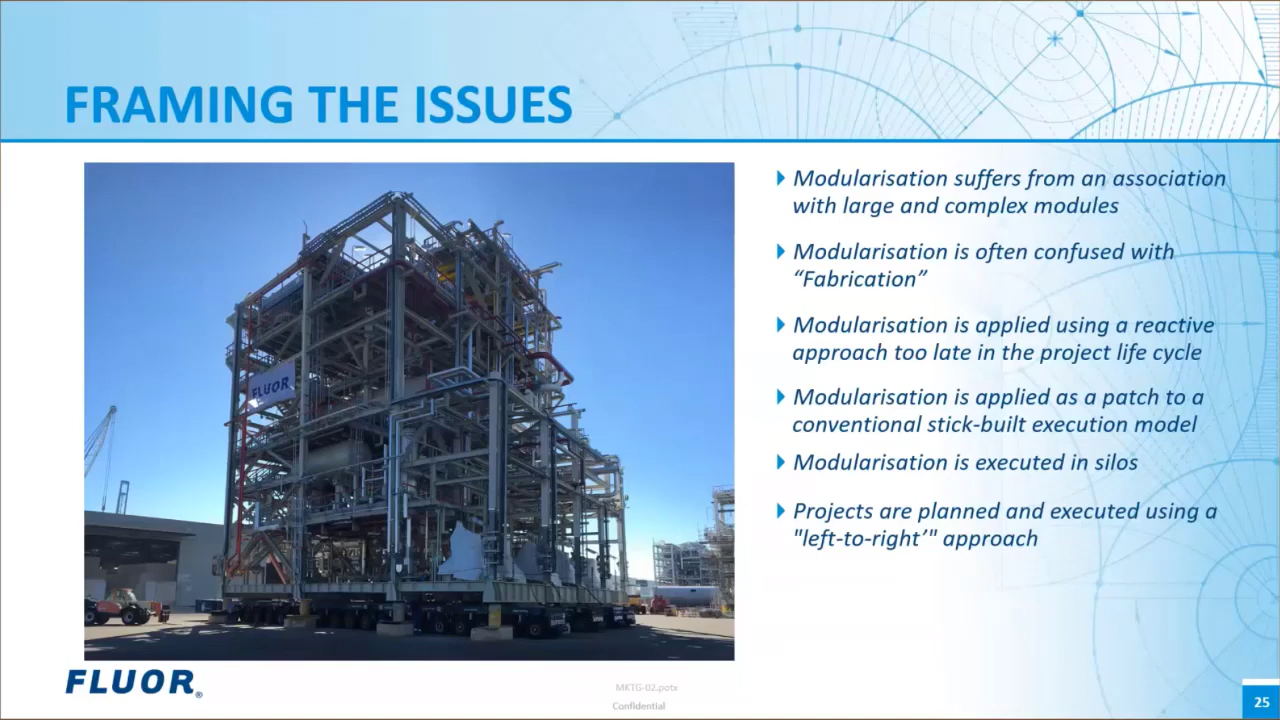 FRAMING THE ISSUES
FLUOR
Modularisation suffers from an association
with large and complex modules
Modularisation is often confused with
“Fabrication”
Modularisation is applied using a reactive
approach too late in the project life cycle
Modularisation is applied as a patch to a
conventional stick-built execution model
Modularisation is executed in silos
Projects are planned and executed using a
"left-to-right’" approach
FLUOR®
MKTG-02.potx
Confidential
25